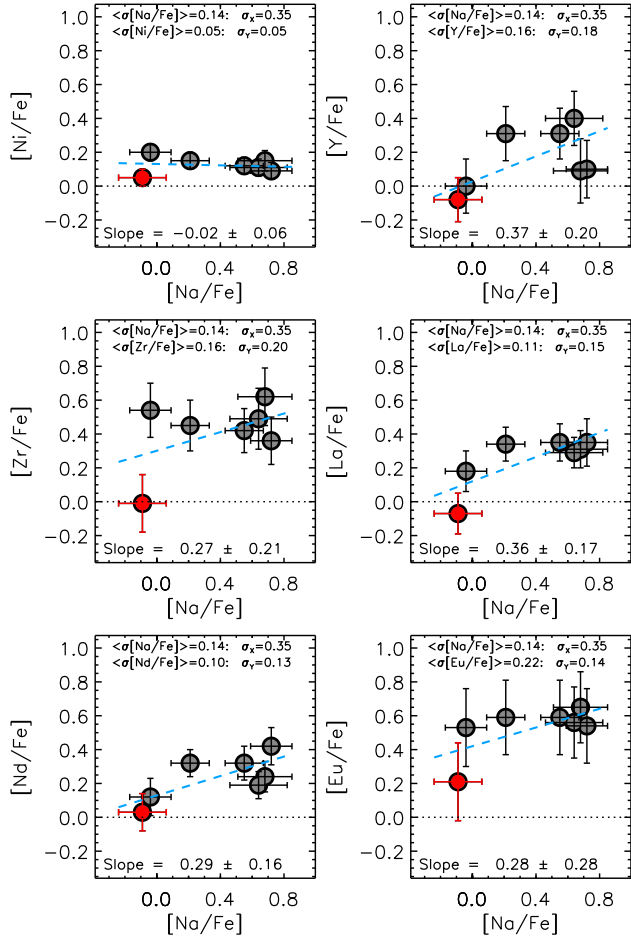 <σ[Na/Fe]>=0.14: σX=0.35
<σ[Ni/Fe]>=0.05: σY=0.05
1.0
0.8
0.6
0.4
0.2
0.0
−0.2
[Ni/Fe]
Slope = −0.02 ± 0.06
0.0 0.4 0.8
[Na/Fe]
<σ[Na/Fe]>=0.14: σX=0.35
<σ[Y/Fe]>=0.16: σY=0.18
1.0
0.8
0.6
0.4
0.2
0.0
−0.2
[Y/Fe]
Slope = 0.37 ± 0.20
0.0 0.4 0.8
[Na/Fe]
<σ[Na/Fe]>=0.14: σX=0.35
<σ[Zr/Fe]>=0.16: σY=0.20
1.0
0.8
0.6
0.4
0.2
0.0
−0.2
[Zr/Fe]
Slope = 0.27 ± 0.21
0.0 0.4 0.8
[Na/Fe]
<σ[Na/Fe]>=0.14: σX=0.35
<σ[La/Fe]>=0.11: σY=0.15
1.0
0.8
0.6
0.4
0.2
0.0
−0.2
[La/Fe]
Slope = 0.36 ± 0.17
0.0 0.4 0.8
[Na/Fe]
<σ[Na/Fe]>=0.14: σX=0.35
<σ[Nd/Fe]>=0.10: σY=0.13
1.0
0.8
0.6
0.4
0.2
0.0
−0.2
[Nd/Fe]
Slope = 0.29 ± 0.16
0.0 0.4 0.8
[Na/Fe]
<σ[Na/Fe]>=0.14: σX=0.35
<σ[Eu/Fe]>=0.22: σY=0.14
1.0
0.8
0.6
0.4
0.2
0.0
−0.2
[Eu/Fe]
Slope = 0.28 ± 0.28
0.0 0.4 0.8
[Na/Fe]